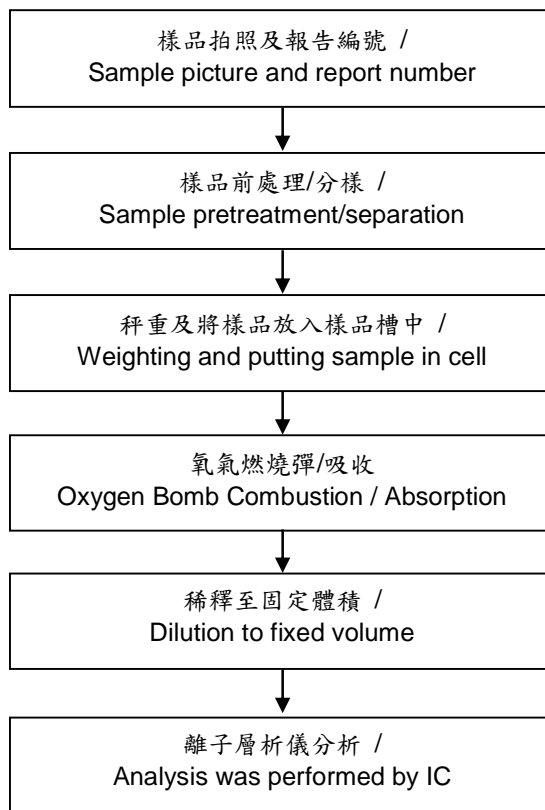 樣品拍照及報告編號 /
Sample picture and report number
樣品前處理/分樣 /
Sample pretreatment/separation
秤重及將樣品放入樣品槽中 /
Weighting and putting sample in cell
氧氣燃燒彈/吸收
Oxygen Bomb Combustion / Absorption
稀釋至固定體積 /
Dilution to fixed volume
離子層析儀分析 /
Analysis was performed by IC